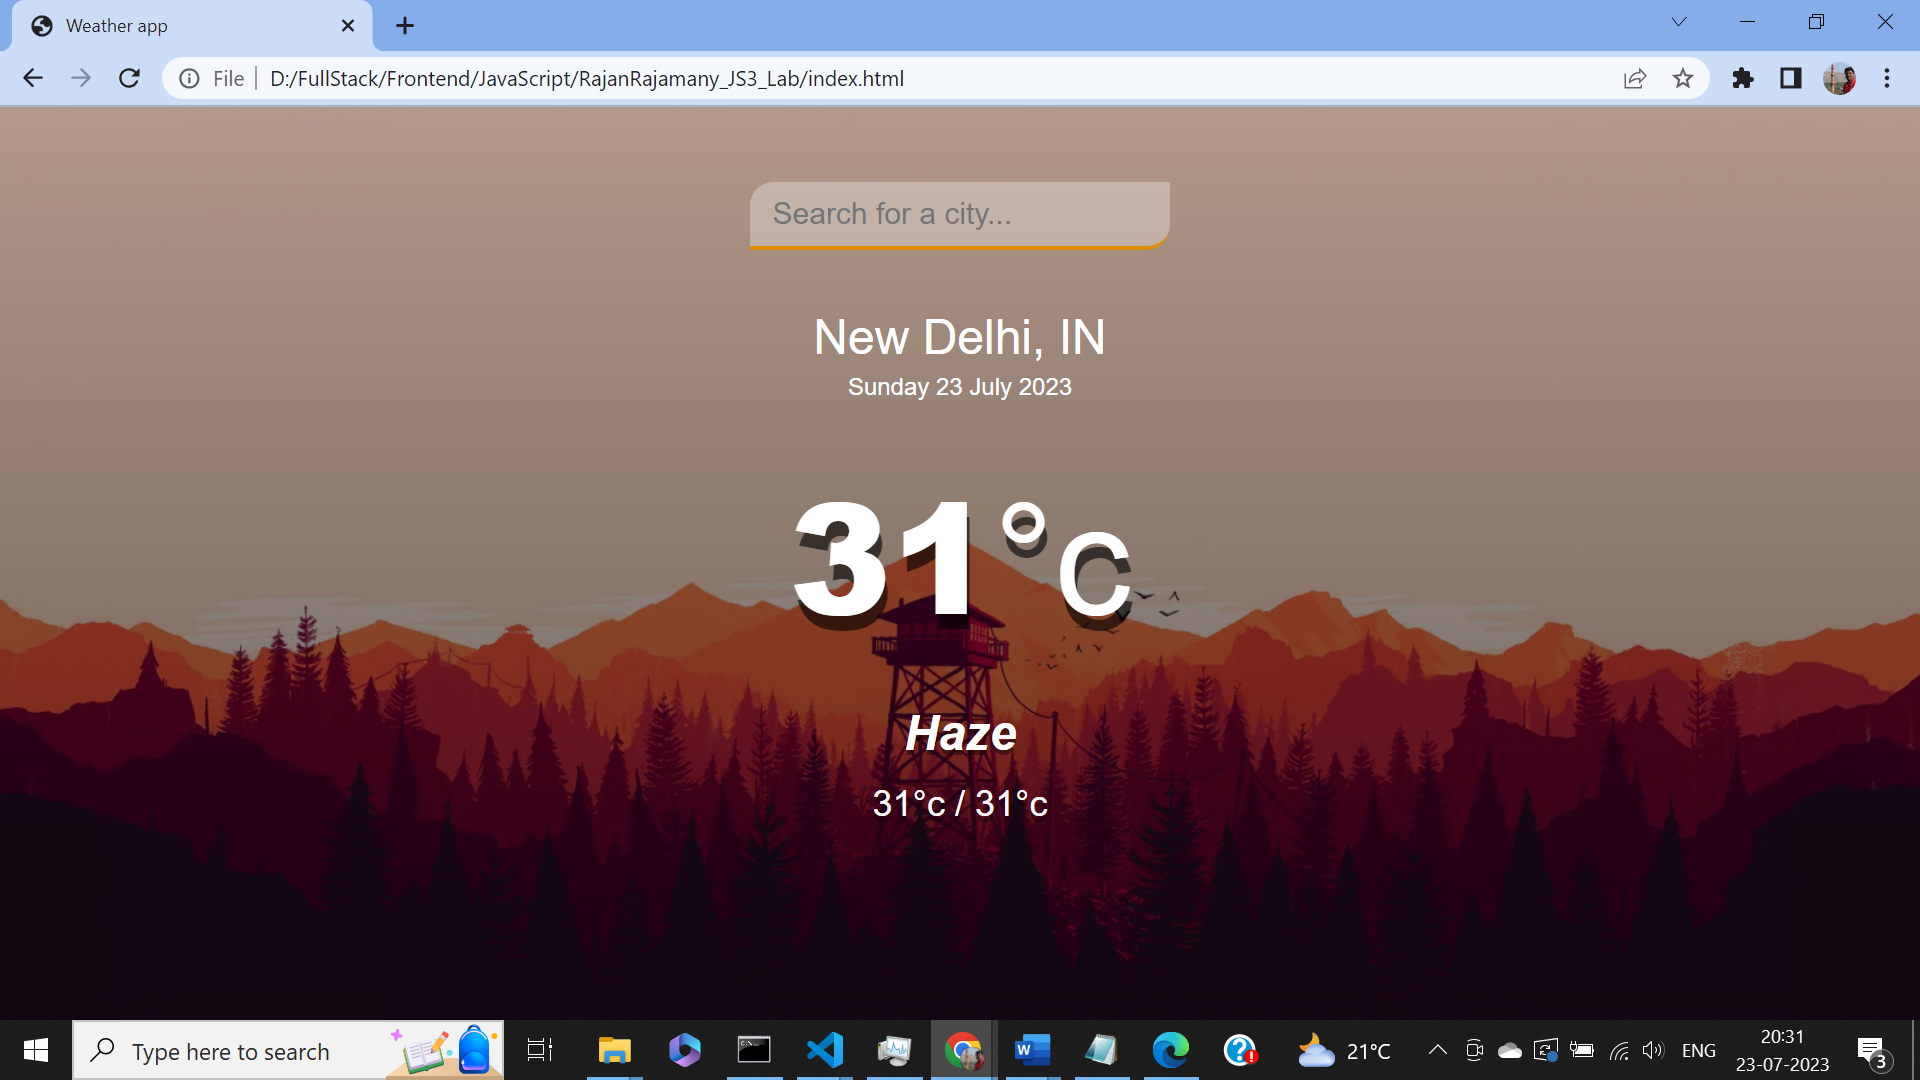 Weather app
File
D:/FullStack/Frontend/JavaScript/RajanRajamany_JS3_Lab/index.html
Search for a city...
New Delhi, IN
Sunday 23 July 2023
31°c
Haze
31°c / 31°c
Type here to search
21°C
ENG
20:31
23-07-2023
3